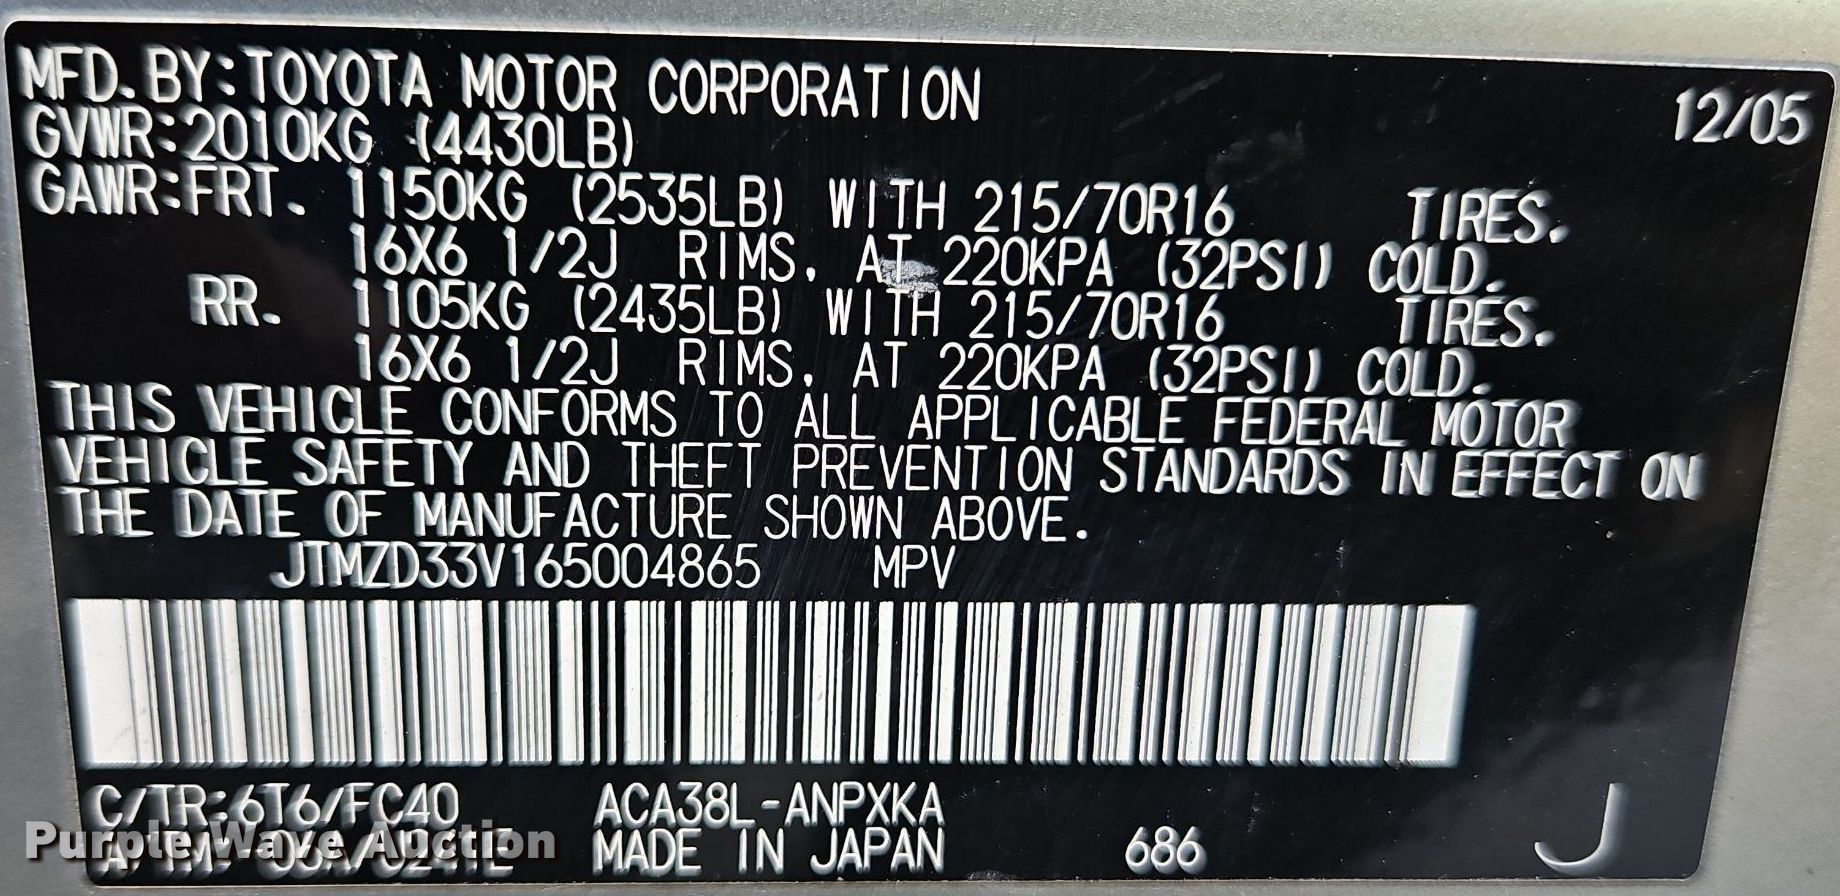 MFD. BY: TOYOTA MOTOR CORPORATION 12/05
GVWR: 2010KG (4430LB)
GAWR: FRT. 1150KG (2535LB) WITH 215/70R16 TIRES.
16X6 1/2J RIMS, AT 220KPA (32PSI) COLD.
RR. 1105KG (2435LB) WITH 215/70R16 TIRES.
16X6 1/2J RIMS, AT 220KPA (32PSI) COLD.
THIS VEHICLE CONFORMS TO ALL APPLICABLE FEDERAL MOTOR
VEHICLE SAFETY AND THEFT PREVENTION STANDARDS IN EFFECT ON
THE DATE OF MANUFACTURE SHOWN ABOVE.
JTMZD33V165004865 MPV
C/TR: 6T6/FC40 ACA38L-ANPXKA
MADE IN JAPAN 686 J
Purple Wave Auction